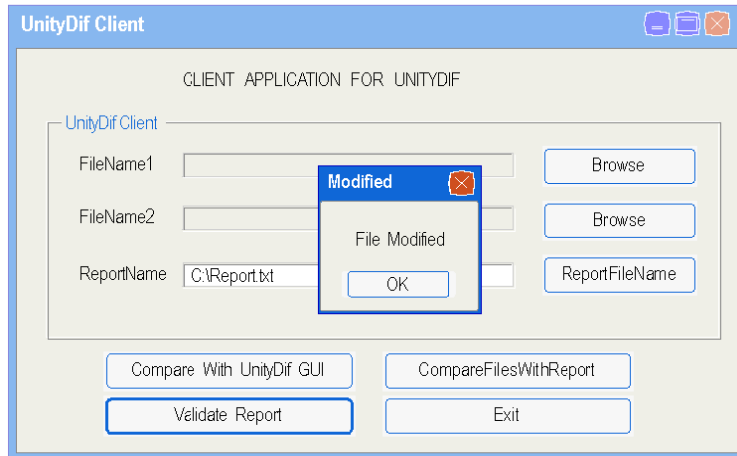 UnityDif Client
CLIENT APPLICATION FOR UNITYDIF
UnityDif Client
FileName1
Browse
Modified
FileName2
Browse
File Modified
ReportName
C:\Report.txt
ReportFileName
OK
Compare With UnityDif GUI
CompareFilesWithReport
Validate Report
Exit